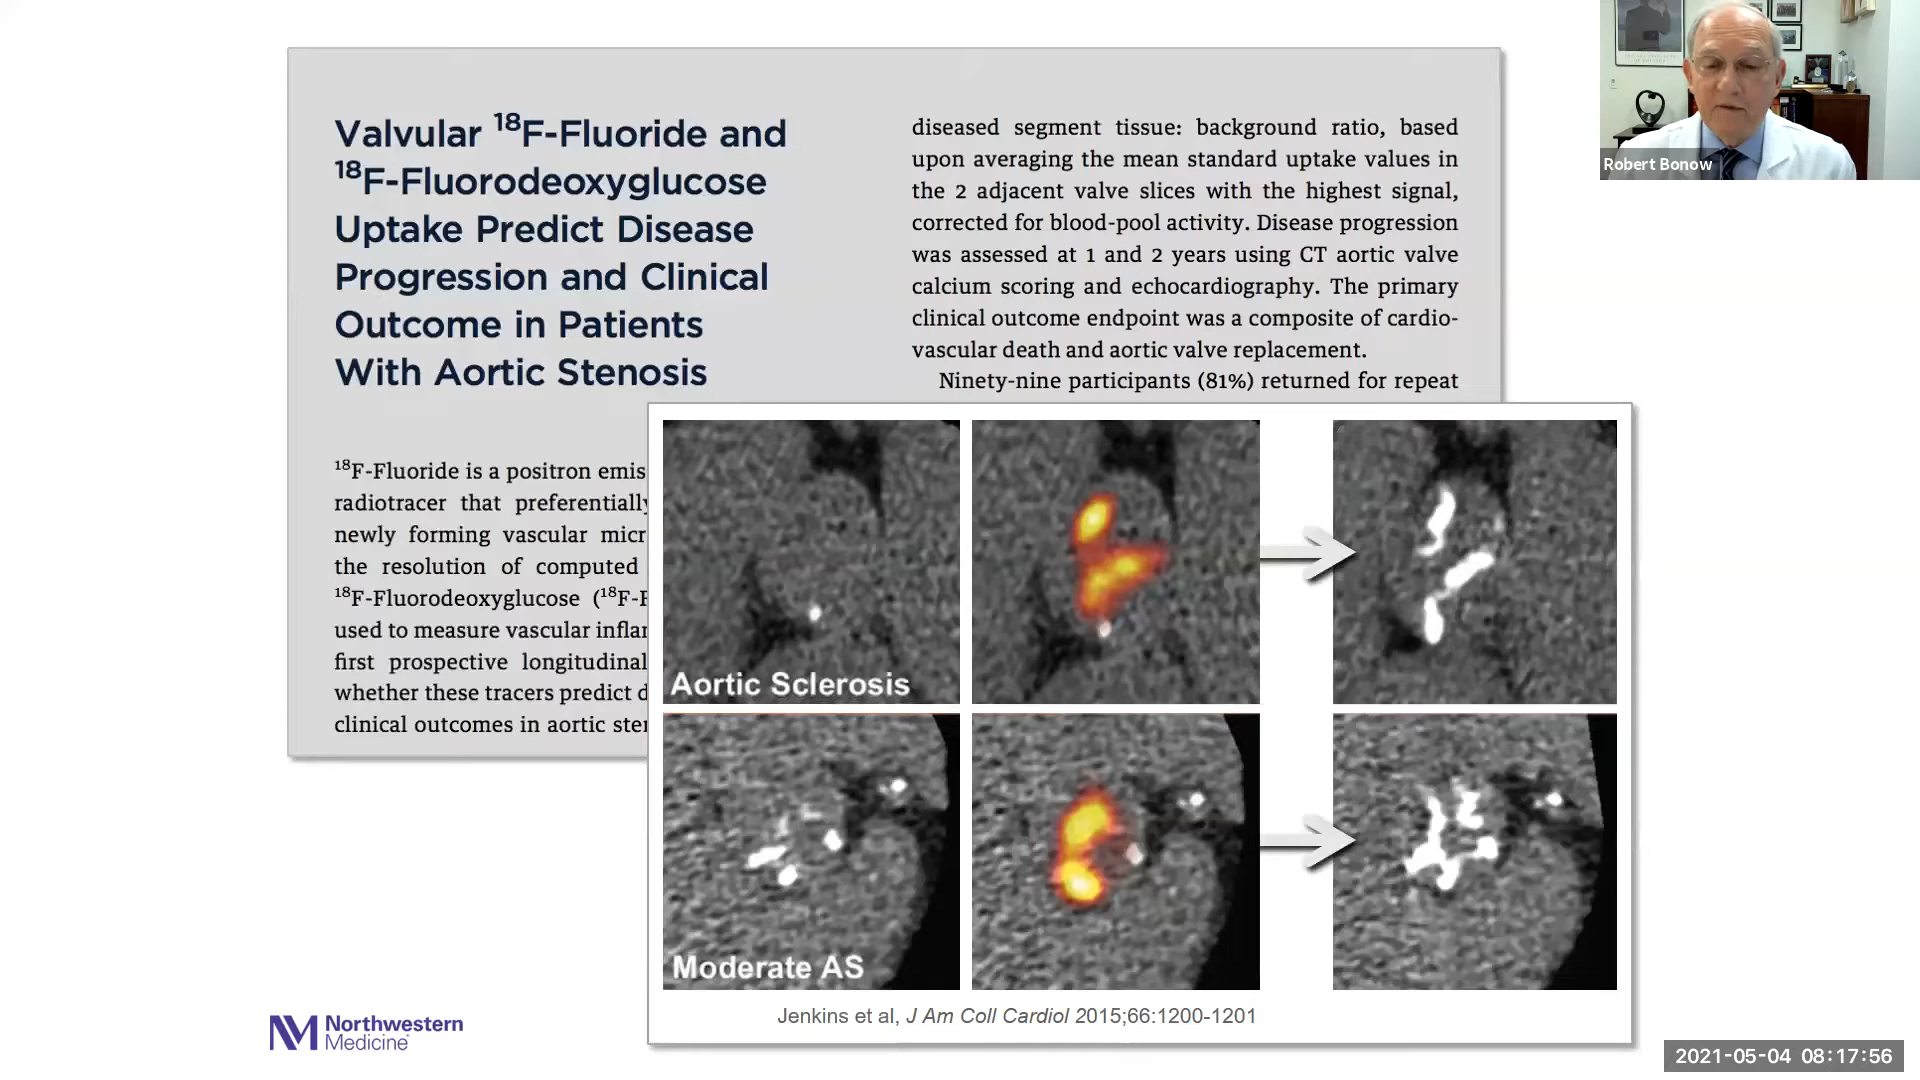 Valvular 18F-Fluoride and
18F-Fluorodeoxyglucose
Uptake Predict Disease
Progression and Clinical
Outcome in Patients
With Aortic Stenosis
18F-Fluoride is a positron emis
radiotracer that preferentially
newly forming vascular micr
the resolution of computed
18F-Fluorodeoxyglucose (18F-F
used to measure vascular inflam
first prospective longitudinal
whether these tracers predict d
clinical outcomes in aortic sten
diseased segment tissue: background ratio, based
upon averaging the mean standard uptake values in
the 2 adjacent valve slices with the highest signal,
corrected for blood-pool activity. Disease progression
was assessed at 1 and 2 years using CT aortic valve
calcium scoring and echocardiography. The primary
clinical outcome endpoint was a composite of cardio-
vascular death and aortic valve replacement.
Ninety-nine participants (81%) returned for repeat
Aortic Sclerosis
Moderate AS
Jenkins et al, J Am Coll Cardiol 2015;66:1200-1201
Northwestern
Medicine
Robert Bonow
2021-05-04 08:17:56